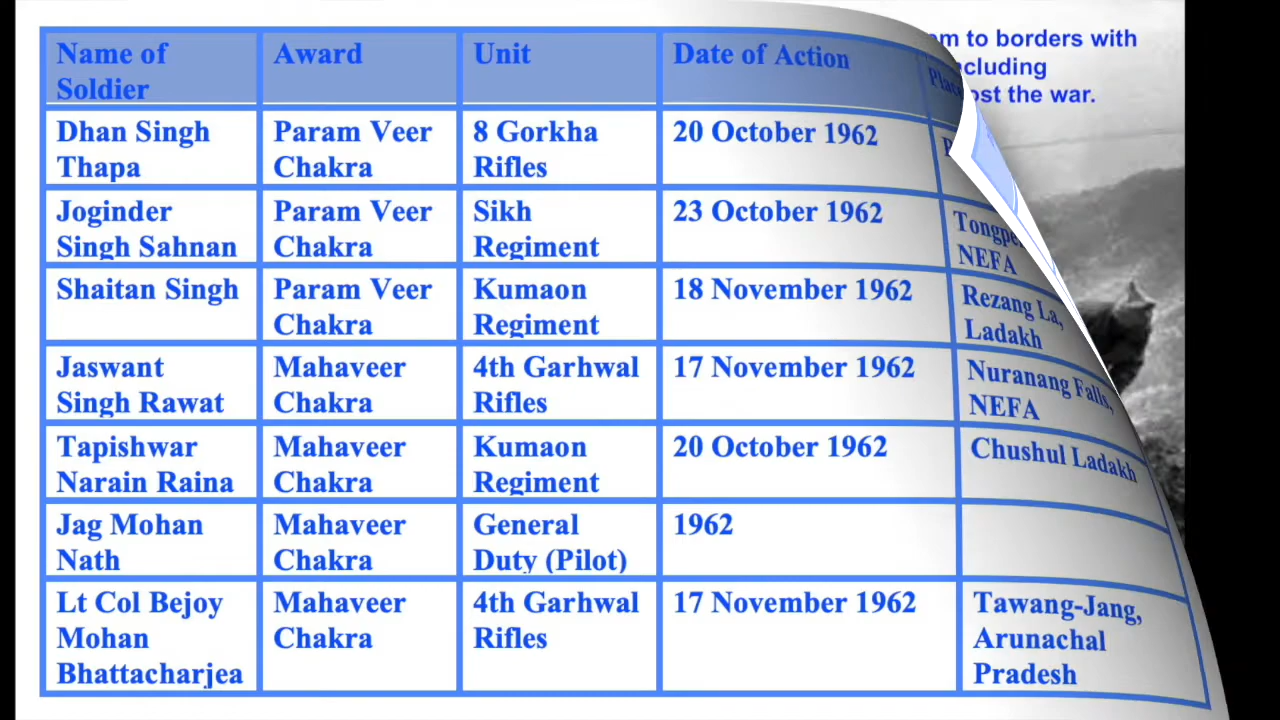 Name of Soldier Award Unit Date of Action
Dhan Singh Thapa Param Veer Chakra 8 Gorkha Rifles 20 October 1962
Joginder Singh Sahnan Param Veer Chakra Sikh Regiment 23 October 1962 NEFA
Shaitan Singh Param Veer Chakra Kumaon Regiment 18 November 1962 Rezang La, Ladakh
Jaswant Singh Rawat Mahaveer Chakra 4th Garhwal Rifles 17 November 1962 Nuranang Falls, NEFA
Tapishwar Narain Raina Mahaveer Chakra Kumaon Regiment 20 October 1962 Chushul Ladakh
Jag Mohan Nath Mahaveer Chakra General Duty (Pilot) 1962
Lt Col Bejoy Mohan Bhattacharjea Mahaveer Chakra 4th Garhwal Rifles 17 November 1962 Tawang-Jang, Arunachal Pradesh
to borders with
the war.